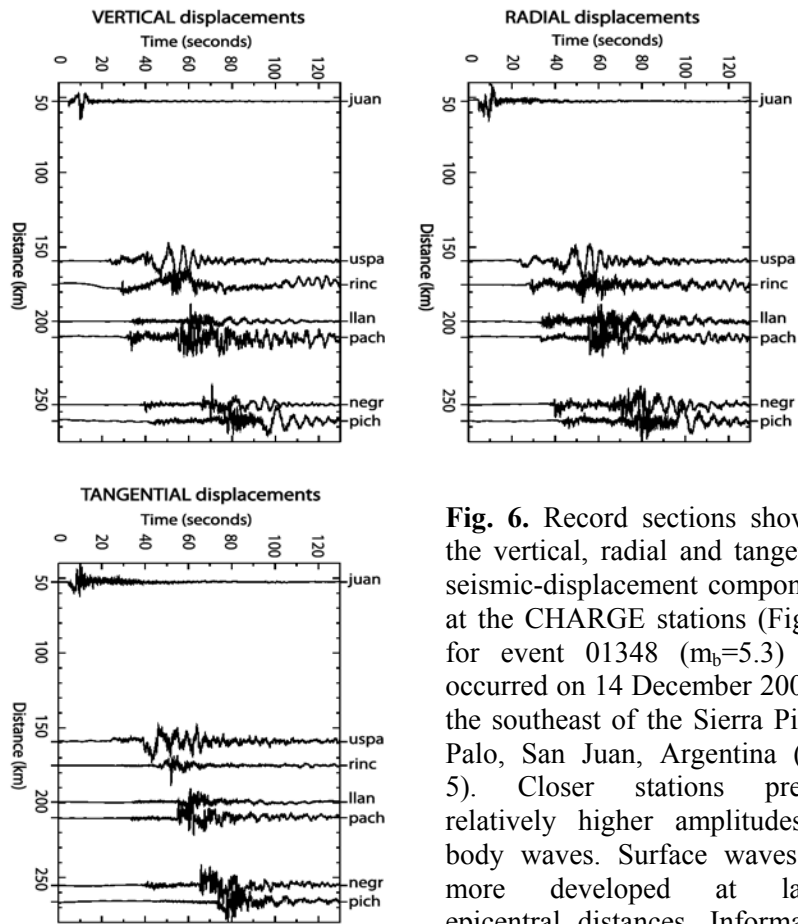 VERTICAL displacements
Time (seconds)
0 20 40 60 80 100 120
50 100 150 200 250
Distance (km)
juan
uspa
rinc
llan
pach
negr
pich
RADIAL displacements
Time (seconds)
0 20 40 60 80 100 120
50 100 150 200 250
Distance (km)
juan
uspa
rinc
llan
pach
negr
pich
TANGENTIAL displacements
Time (seconds)
0 20 40 60 80 100 120
50 100 150 200 250
Distance (km)
juan
uspa
rinc
llan
pach
negr
pich
Fig. 6. Record sections show
the vertical, radial and tange
seismic-displacement compon
at the CHARGE stations (Fig
for event 01348 (mb=5.3)
occurred on 14 December 200
the southeast of the Sierra Pi
Palo, San Juan, Argentina (
5). Closer stations pre
relatively higher amplitudes
body waves. Surface waves
more developed at la
epicentral distances. Informa